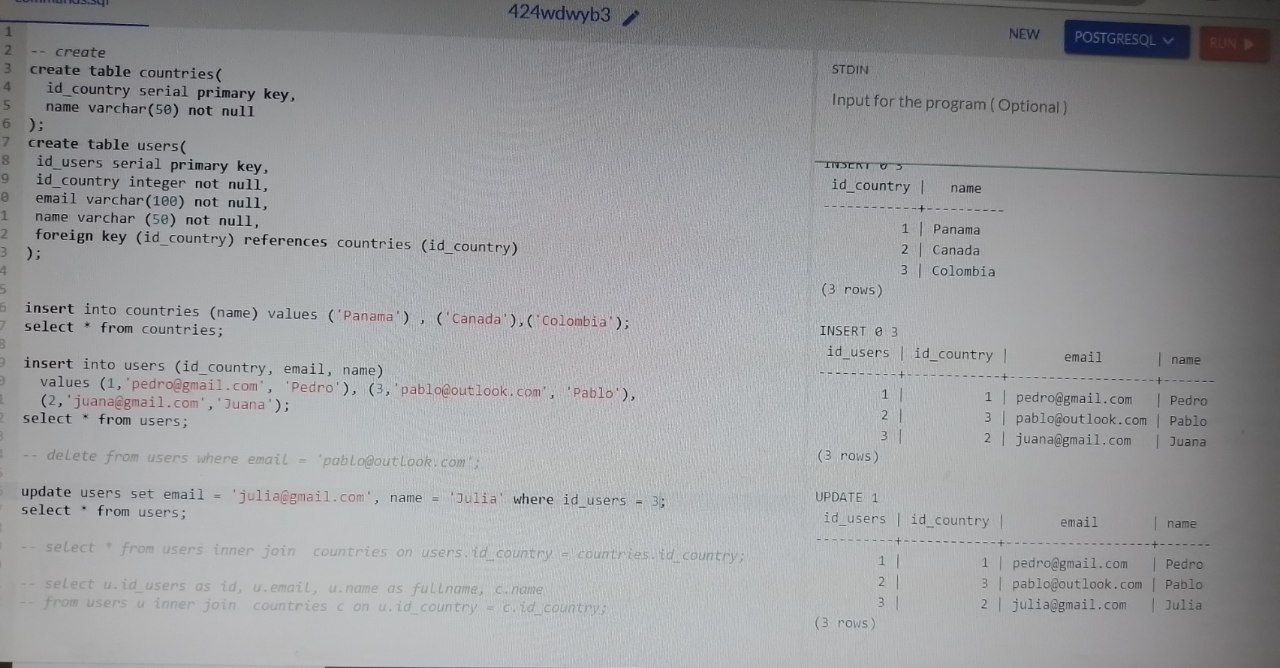 commands.sql
424wdwyb3
NEW
POSTGRESQL
RUN
1
2 -- create
3 create table countries(
4 id_country serial primary key,
5 name varchar(50) not null
6 );
7 create table users(
8 id_users serial primary key,
9 id_country integer not null,
0 email varchar(100) not null,
1 name varchar (50) not null,
2 foreign key (id_country) references countries (id_country)
3 );
4
5
6 insert into countries (name) values ('Panama') , ('Canada'),('Colombia');
7 select * from countries;
8
9 insert into users (id_country, email, name)
0 values (1,'pedro@gmail.com', 'Pedro'), (3,'pablo@outlook.com', 'Pablo'),
1 (2,'juana@gmail.com','Juana');
2 select * from users;
3
4 -- delete from users where email = 'pablo@outlook.com';
update users set email = 'julia@gmail.com', name = 'Julia' where id_users = 3;
select * from users;
-- select * from users inner join countries on users.id_country = countries.id_country;
-- select u.id_users as id, u.email, u.name as fullname, c.name
-- from users u inner join countries c on u.id_country = c.id_country;
STDIN
Input for the program ( Optional )
INSERT 0 3
id_country | name
------------+----------
1 | Panama
2 | Canada
3 | Colombia
(3 rows)
INSERT 0 3
id_users | id_country | email | name
----------+------------+-------------------+-------
1 | 1 | pedro@gmail.com | Pedro
2 | 3 | pablo@outlook.com | Pablo
3 | 2 | juana@gmail.com | Juana
(3 rows)
UPDATE 1
id_users | id_country | email | name
----------+------------+-------------------+-------
1 | 1 | pedro@gmail.com | Pedro
2 | 3 | pablo@outlook.com | Pablo
3 | 2 | julia@gmail.com | Julia
(3 rows)